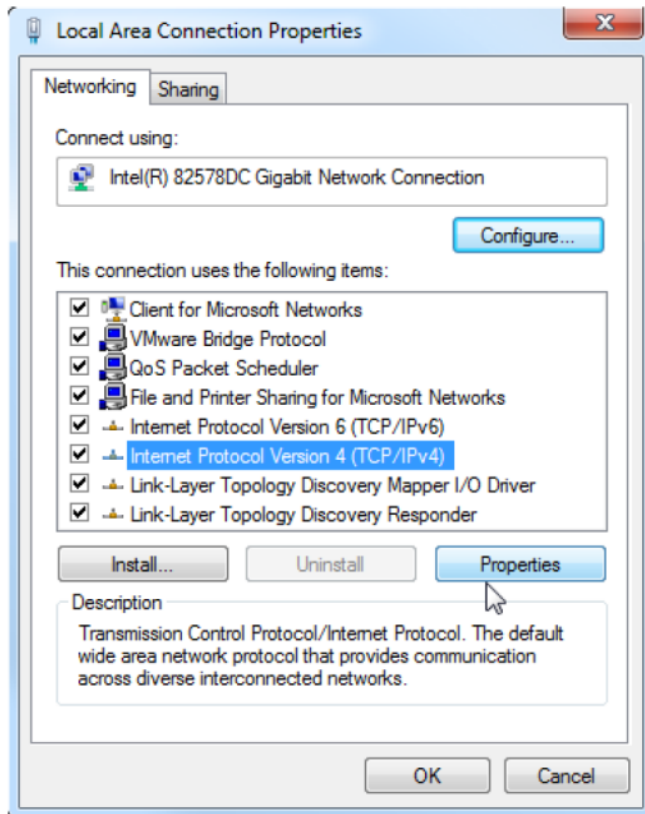 Local Area Connection Properties
Networking
Sharing
Connect using:
Intel(R) 82578DC Gigabit Network Connection
Configure...
This connection uses the following items:
Client for Microsoft Networks
VMware Bridge Protocol
QoS Packet Scheduler
File and Printer Sharing for Microsoft Networks
Internet Protocol Version 6 (TCP/IPv6)
Internet Protocol Version 4 (TCP/IPv4)
Link-Layer Topology Discovery Mapper I/O Driver
Link-Layer Topology Discovery Responder
Install...
Uninstall
Properties
Description
Transmission Control Protocol/Internet Protocol. The default
wide area network protocol that provides communication
across diverse interconnected networks.
OK
Cancel